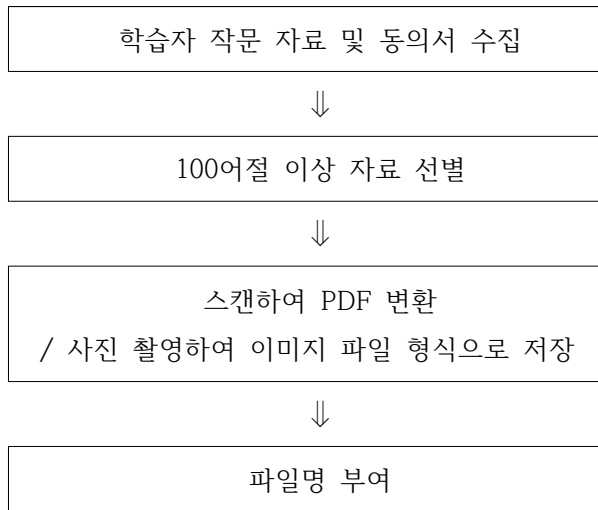 학습자 작문 자료 및 동의서 수집
⇓
100어절 이상 자료 선별
⇓
스캔하여 PDF 변환
/ 사진 촬영하여 이미지 파일 형식으로 저장
⇓
파일명 부여